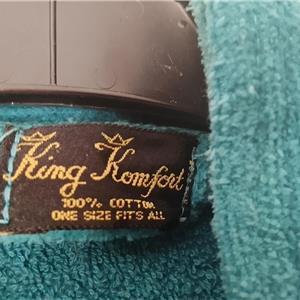 King Komfort
100% COTTON
ONE SIZE FITS ALL